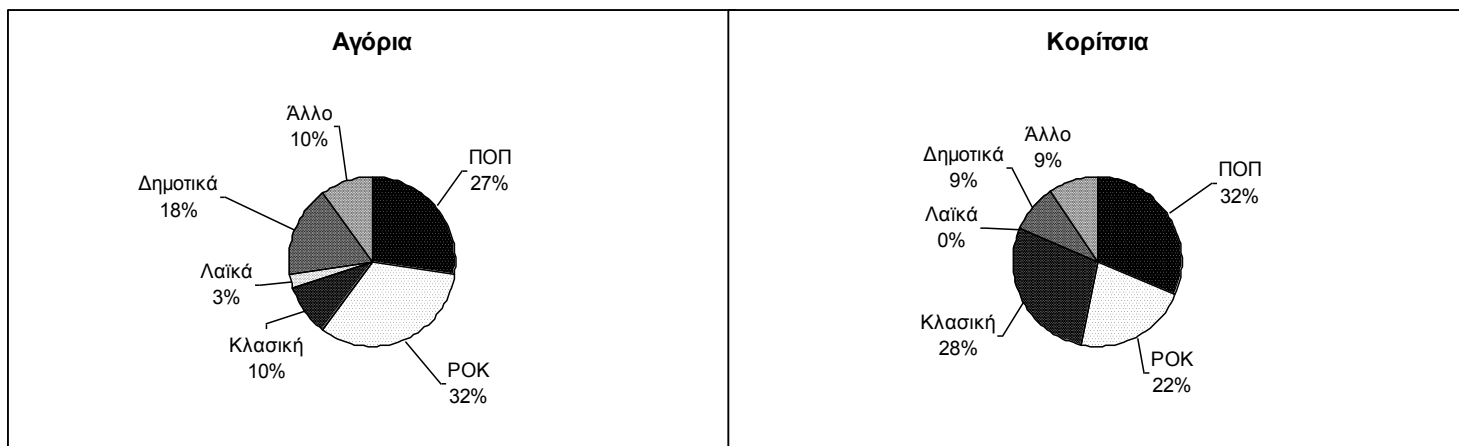 Αγόρια
Άλλο
10%
ΠΟΠ
27%
Δημοτικά
18%
Λαϊκά
3%
Κλασική
10%
ΡΟΚ
32%
Κορίτσια
Άλλο
9%
Δημοτικά
9%
ΠΟΠ
32%
Λαϊκά
0%
Κλασική
28%
ΡΟΚ
22%